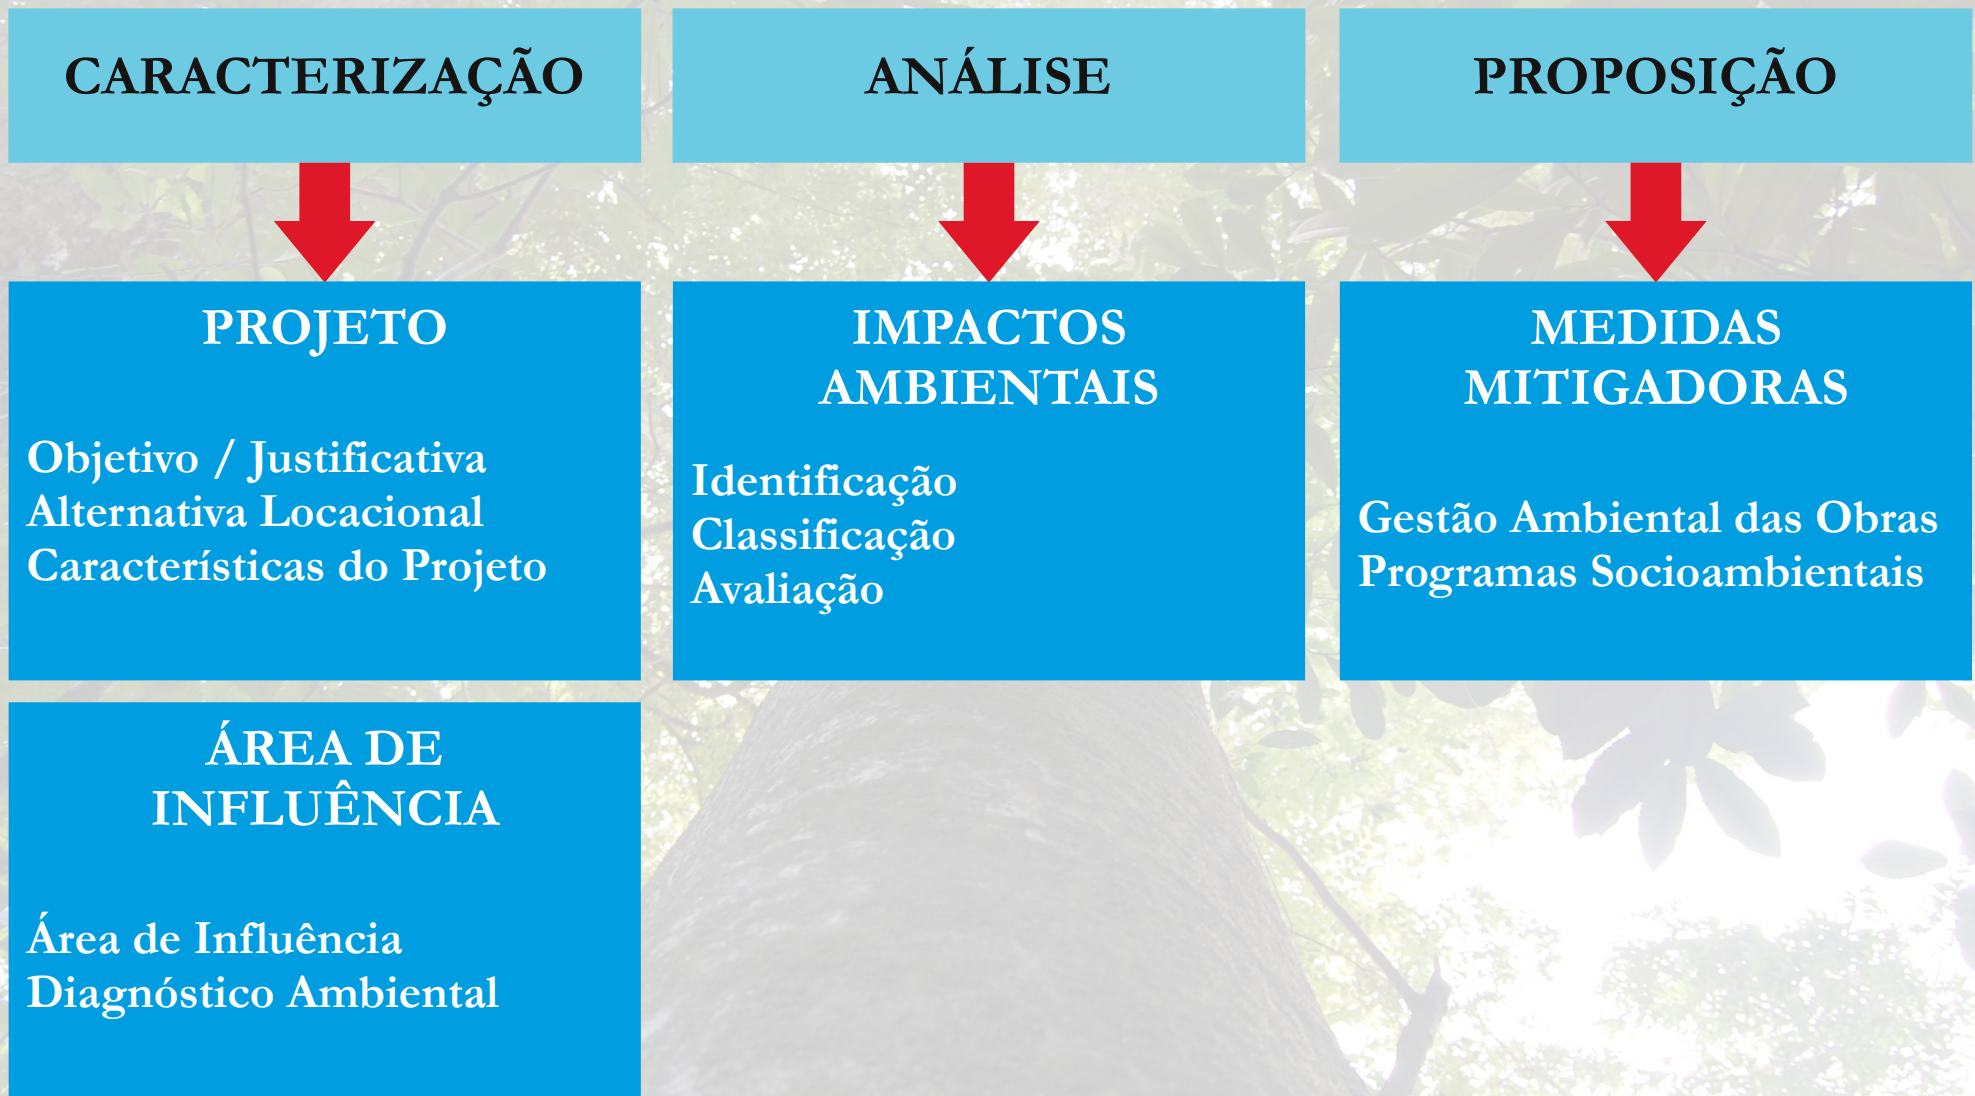 CARACTERIZAÇÃO
ANÁLISE
PROPOSIÇÃO
PROJETO
Objetivo / Justificativa
Alternativa Locacional
Características do Projeto
IMPACTOS
AMBIENTAIS
Identificação
Classificação
Avaliação
MEDIDAS
MITIGADORAS
Gestão Ambiental das Obras
Programas Socioambientais
ÁREA DE
INFLUÊNCIA
Área de Influência
Diagnóstico Ambiental